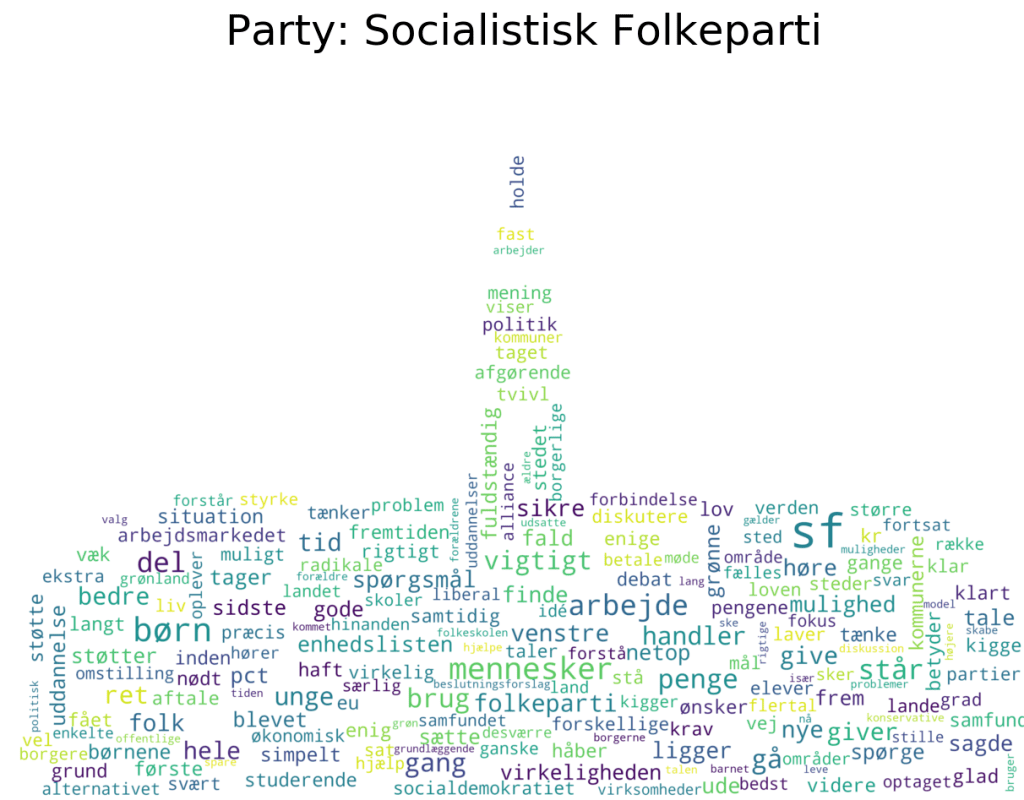 Party: Socialistisk Folkeparti
holde
fast
arbejder
mening
viser
politik
kommuner
taget
afgørende
tvivl
fuldstændig
ældre
stedet
borgerlige
alliance
uddannelser
forældrene
forstår
styrke
tænker
problem
sikre
forbindelse
lov
verden
større
valg
situation
udsatte
diskutere
gælder
sf
kr
fortsat
arbejdsmarkedet
tid
fremtiden
fald
enige
grønne
sted
muligheder
række
væk
del
oplever
muligt
radikale
rigtigt
vigtigt
betale
møde
område
høre
gange
klar
kommunerne
ekstra
grønland
tager
forældre
spørgsmål
debat
lang
fælles
steder
svar
støtte
bedre
liv
landet
skoler
liberal
finde
loven
model
klart
uddannelse
langt
børn
sidste
gode
samtidig
idé
arbejde
pengene
mulighed
tale
præcis
kommet
hinanden
folkeskolen
venstre
handler
ske
rigtige
fokus
laver
tænke
betyder
højere
skabe
støtter
inden
hører
enhedslisten
hjælpe
taler
forstå
netop
mål
give
diskussion
kigge
omstilling
nødt
pct
haft
virkelig
mennesker
stå
penge
sker
står
partier
politisk
ret
aftale
tiden
unge
særlig
eu
beslutningsforslag
land
brug
folkeparti
kigger
ønsker
elever
især
flertal
problemer
frem
lande
grad
fået
folk
blevet
enig
grøn
samfundet
forskellige
krav
vej
nå
nye
giver
konservative
samfund
vel
enkelte
offentlige
økonomisk
sætte
desværre
borgerne
stille
borgere
børnene
hele
simpelt
sat
grundlæggende
ganske
håber
ligger
gå
områder
spørge
sagde
grund
første
spare
hjælp
gang
virkeligheden
talen
barnet
leve
optaget
glad
bruger
alternativet
svært
studerende
socialdemokratiet
virksomheder
ude
bedst
videre